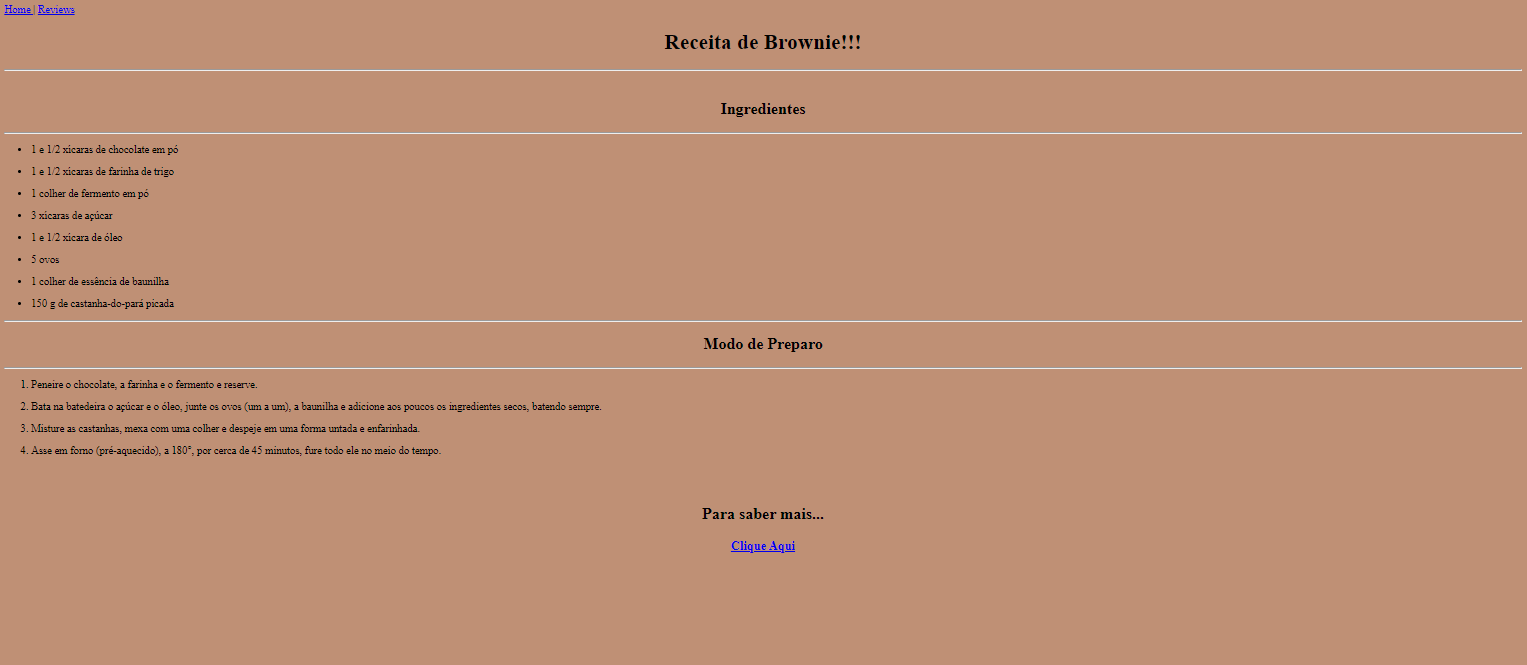 Home | Reviews
Receita de Brownie!!!
Ingredientes
• 1 e 1/2 xicaras de chocolate em pó
• 1 e 1/2 xicaras de farinha de trigo
• 1 colher de fermento em pó
• 3 xicaras de açúcar
• 1 e 1/2 xicara de óleo
• 5 ovos
• 1 colher de essência de baunilha
• 150 g de castanha-do-pará picada
Modo de Preparo
1. Peneire o chocolate, a farinha e o fermento e reserve.
2. Bata na batedeira o açúcar e o óleo, junte os ovos (um a um), a baunilha e adicione aos poucos os ingredientes secos, batendo sempre.
3. Misture as castanhas, mexa com uma colher e despeje em uma forma untada e enfarinhada.
4. Asse em forno (pré-aquecido), a 180°, por cerca de 45 minutos, fure todo ele no meio do tempo.
Para saber mais...
Clique Aqui